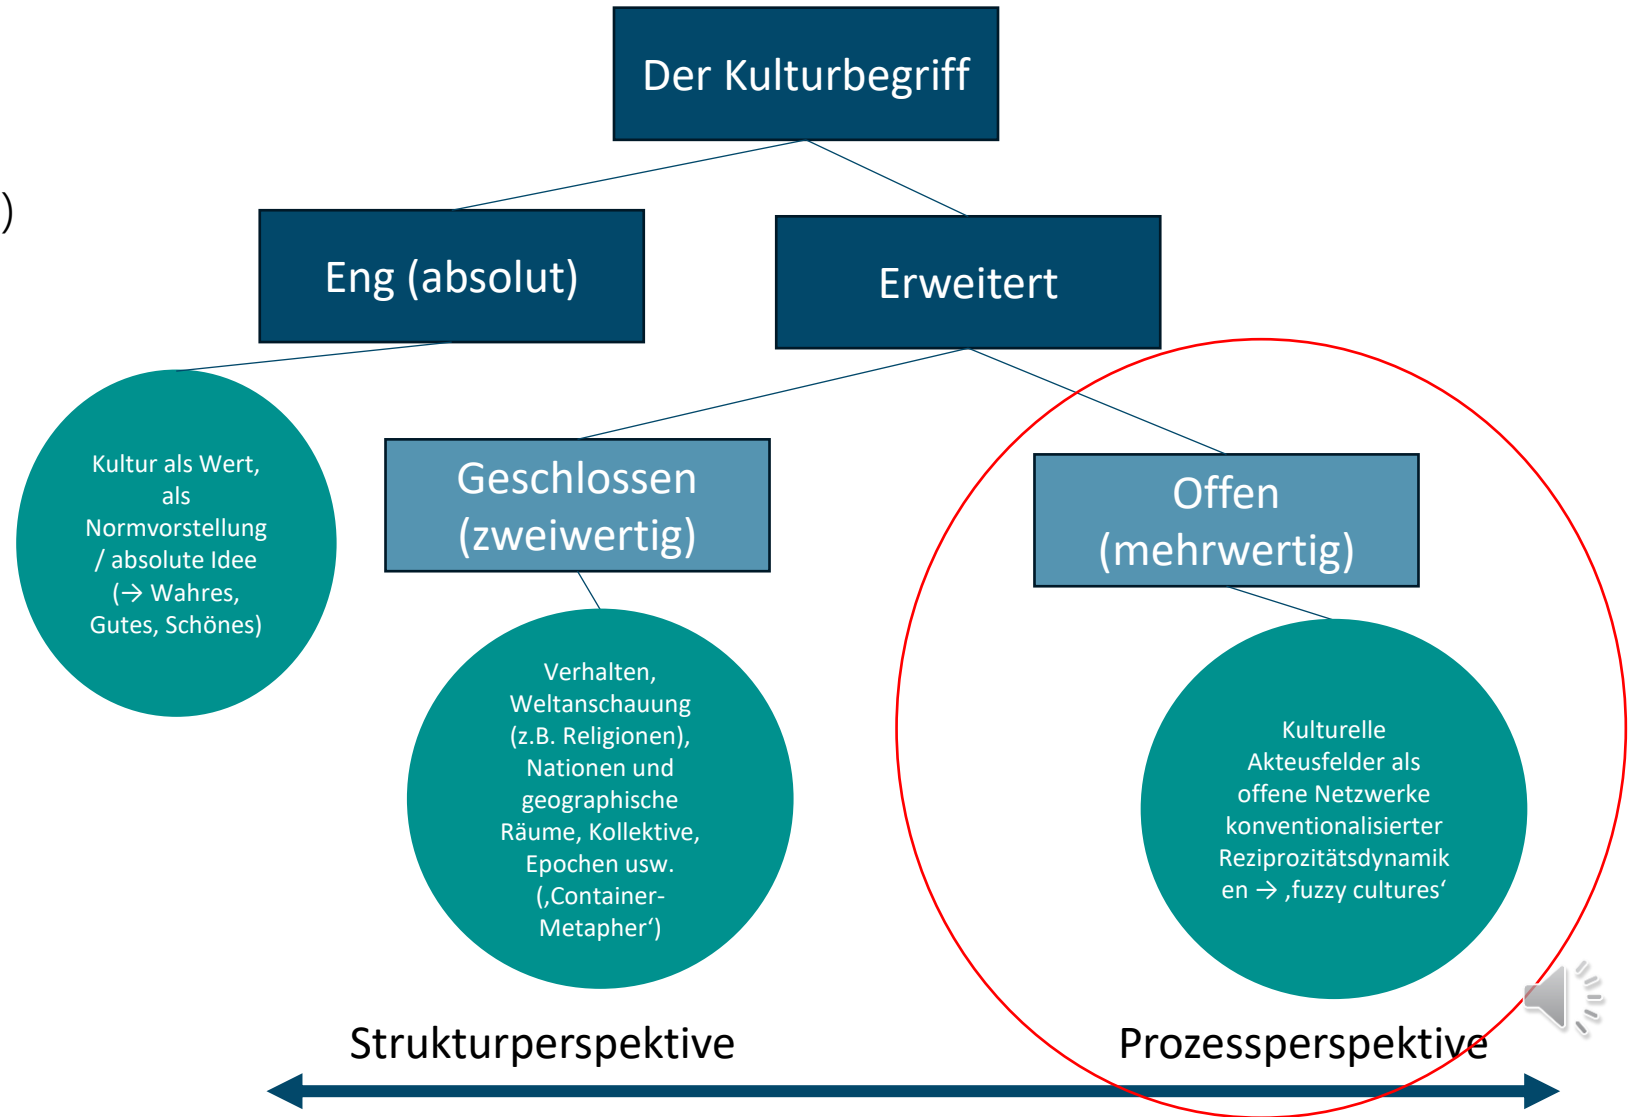 Der Kulturbegriff
)
Eng (absolut)
Erweitert
Kultur als Wert,
als
Normvorstellung
/ absolute Idee
(→ Wahres,
Gutes, Schönes)
Geschlossen
(zweiwertig)
Offen
(mehrwertig)
Verhalten,
Weltanschauung
(z.B. Religionen),
Nationen und
geographische
Räume, Kollektive,
Epochen usw.
(‚Container-
Metapher‘)
Kulturelle
Akteusfelder als
offene Netzwerke
konventionalisierter
Reziprozitätsdynamik
en → ‚fuzzy cultures‘
Strukturperspektive
Prozessperspektive